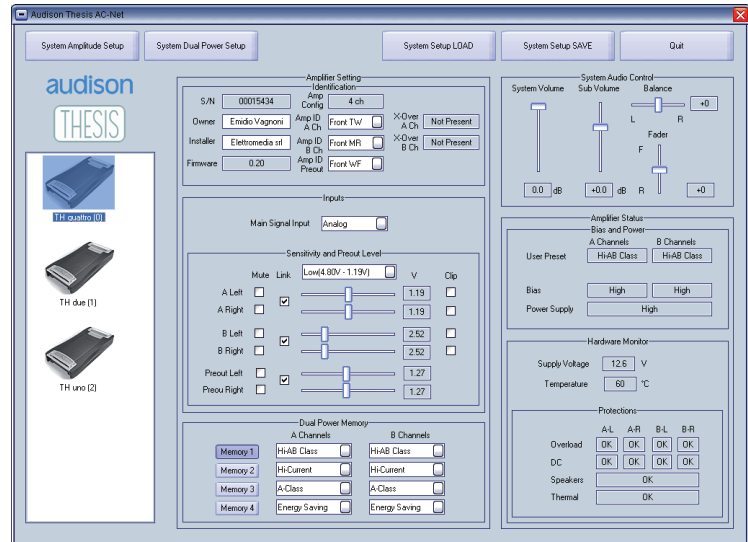 Audison Thesis AC-Net
System Amplitude Setup
System Dual Power Setup
System Setup LOAD
System Setup SAVE
Quit
audison
THESIS
TH quattro (0)
TH due (1)
TH uno (2)
Amplifier Setting
Identification
S/N 00015434 Amp Config 4 ch
Owner Emidio Vagnoni Amp ID A Ch Front TW X-Over A Ch Not Present
Installer Elettromedia srl Amp ID B Ch Front MR X-Over B Ch Not Present
Firmware 0.20 Amp ID Preout Front WF
Inputs
Main Signal Input Analog
Sensitivity and Preout Level
Mute Link Low(4.80V - 1.19V) V Clip
A Left 1.19
A Right 1.19
B Left 2.52
B Right 2.52
Preout Left 1.27
Preou Right 1.27
Dual Power Memory
A Channels B Channels
Memory 1 Hi-AB Class Hi-AB Class
Memory 2 Hi-Current Hi-Current
Memory 3 A-Class A-Class
Memory 4 Energy Saving Energy Saving
System Audio Control
System Volume Sub Volume Balance
+0
L R
Fader
F
0.0 dB +0.0 dB R +0
Amplifier Status
Bias and Power
A Channels B Channels
User Preset Hi-AB Class Hi-AB Class
Bias High High
Power Supply High
Hardware Monitor
Supply Voltage 12.6 V
Temperature 60 °C
Protections
A-L A-R B-L B-R
Overload OK OK OK OK
DC OK OK OK OK
Speakers OK
Thermal OK